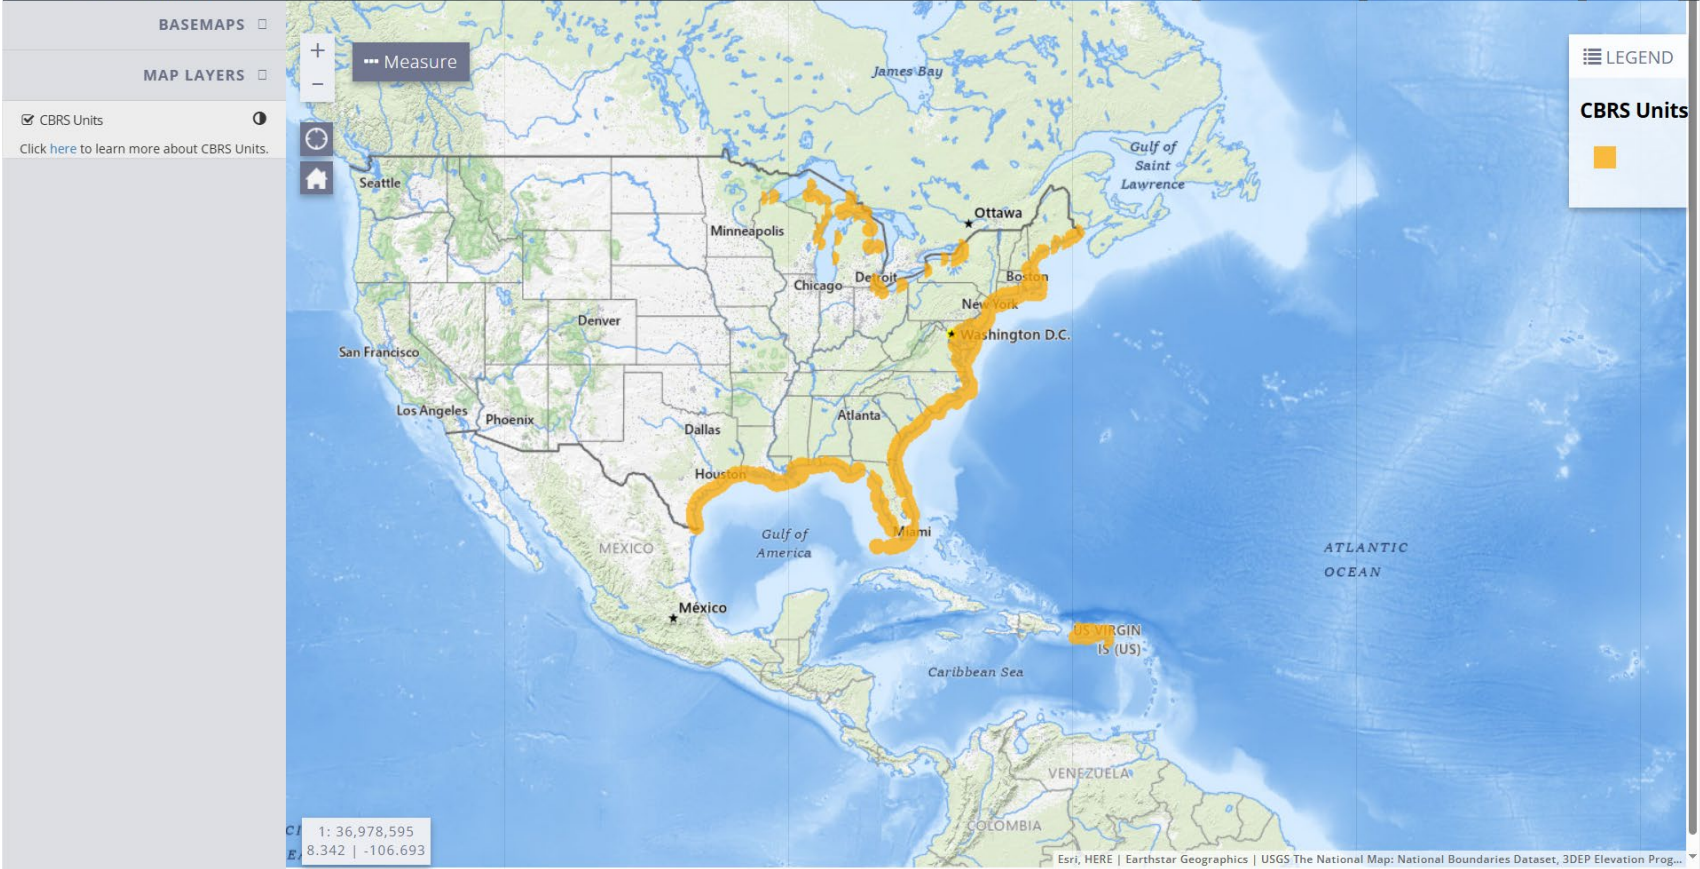 BASEMAPS
MAP LAYERS
CBRS Units
Click here to learn more about CBRS Units.
+
−
Measure
LEGEND
CBRS Units
James Bay
Gulf of
Saint
Lawrence
Seattle
Ottawa
Minneapolis
Boston
Detroit
Chicago
New York
Denver
Washington D.C.
San Francisco
Los Angeles
Phoenix
Atlanta
Dallas
Houston
Miami
Gulf of
America
MEXICO
ATLANTIC
OCEAN
México
US VIRGIN
IS (US)
Caribbean Sea
VENEZUELA
COLOMBIA
1: 36,978,595
8.342 | -106.693
Esri, HERE | Earthstar Geographics | USGS The National Map: National Boundaries Dataset, 3DEP Elevation Prog...